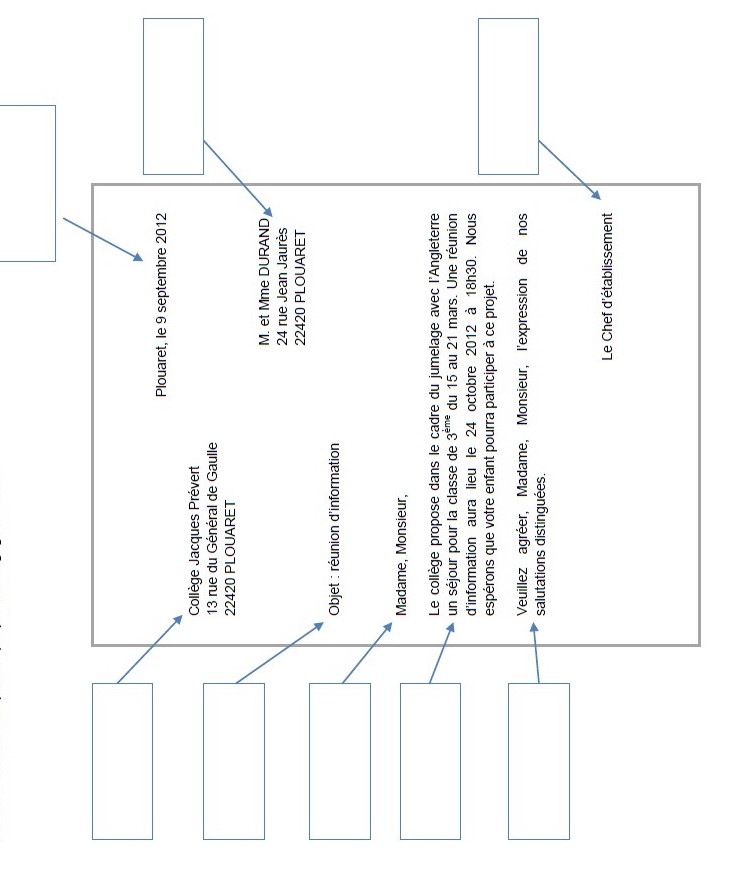 Plouaret, le 9 septembre 2012
Collège Jacques Prévert
13 rue du Général de Gaulle
22420 PLOUARET
M. et Mme DURAND
24 rue Jean Jaurès
22420 PLOUARET
Objet : réunion d'information
Madame, Monsieur,
Le collège propose dans le cadre du jumelage avec l'Angleterre
un séjour pour la classe de 3ème du 15 au 21 mars. Une réunion
d'information aura lieu le 24 octobre 2012 à 18h30. Nous
espérons que votre enfant pourra participer à ce projet.
Veuillez agréer, Madame, Monsieur, l'expression de nos
salutations distinguées.
Le Chef d'établissement